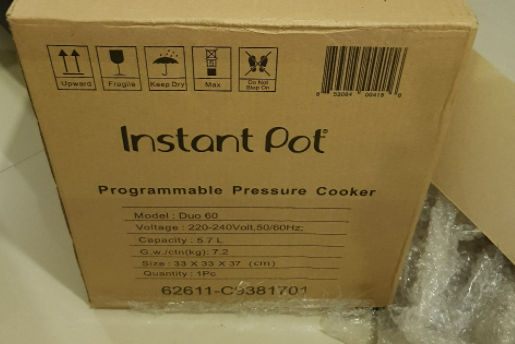 Upward Fragile Keep Dry Max Do Not Step On
Instant Pot®
Programmable Pressure Cooker
Model : Duo 60
Voltage : 220-240Volt,50/60Hz;
Capacity : 5.7 L
G.w./ctn(kg): 7.2
Size : 33 X 33 X 37 (cm)
Quantity : 1Pc
62611-C9381701